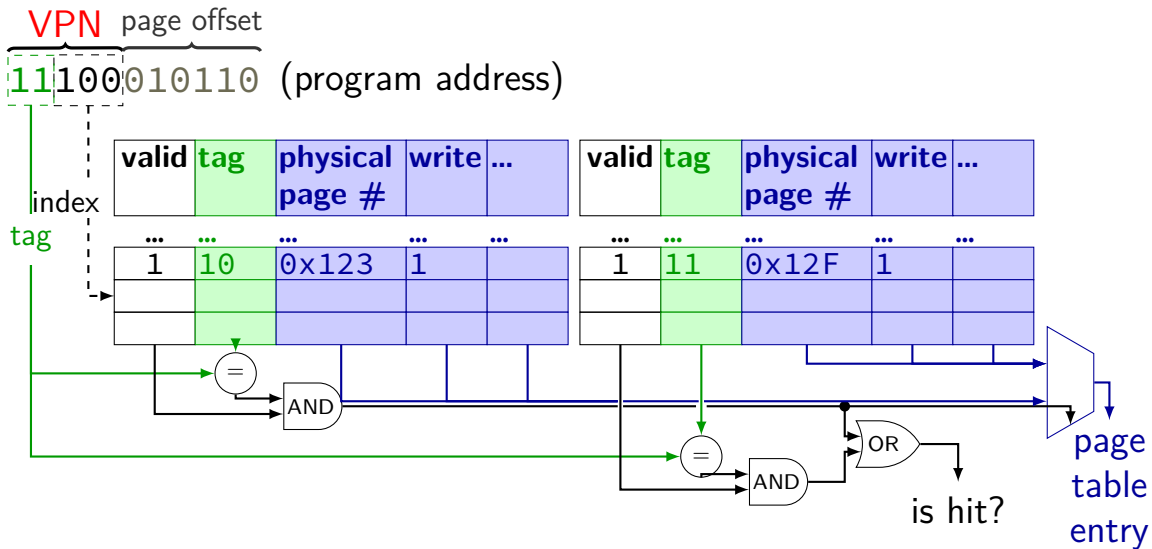 VPN page offset
11100010110 (program address)
valid tag physical page # write ... valid tag physical page # write ...
index
tag
... ... ... ... ... ... ... ... ... ...
1 10 0x123 1 1 11 0x12F 1
=
AND
=
AND
OR
is hit?
page
table
entry